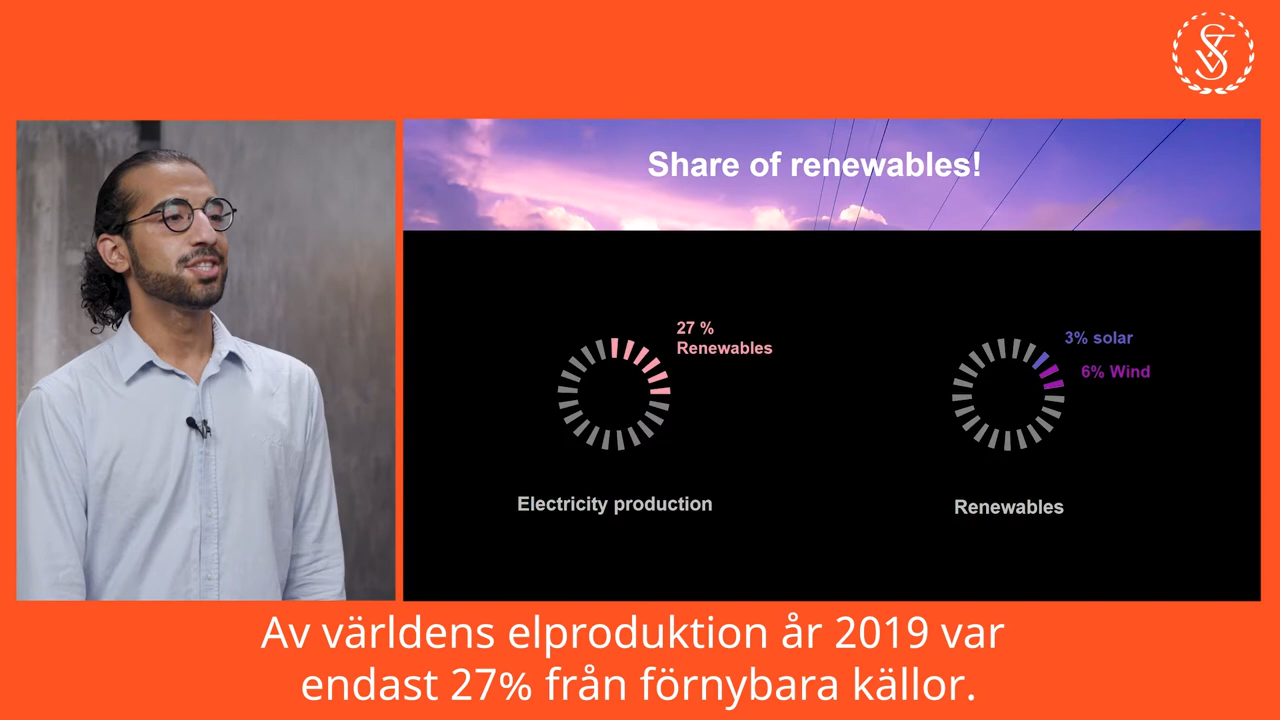 Share of renewables!
27 %
Renewables
3% solar
6% Wind
Electricity production
Renewables
Av världens elproduktion år 2019 var
endast 27% från förnybara källor.